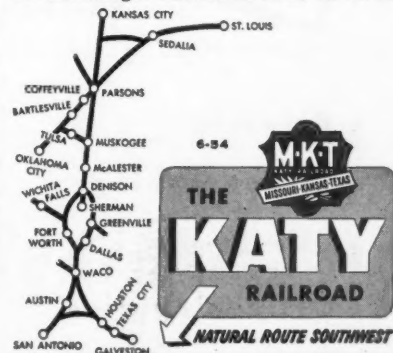 KANSAS CITY
ST. LOUIS
SEDALIA
COFFEYVILLE
PARSONS
BARTLESVILLE
TULSA
MUSKOGEE
OKLAHOMA
CITY
McALESTER
WICHITA
FALLS
DENISON
SHERMAN
GREENVILLE
FORT
WORTH
DALLAS
WACO
AUSTIN
HOUSTON
TEXAS CITY
SAN ANTONIO
GALVESTON
6-54
M-K-T
KATY RAILROAD
MISSOURI-KANSAS-TEXAS
THE
KATY
RAILROAD
NATURAL ROUTE SOUTHWEST